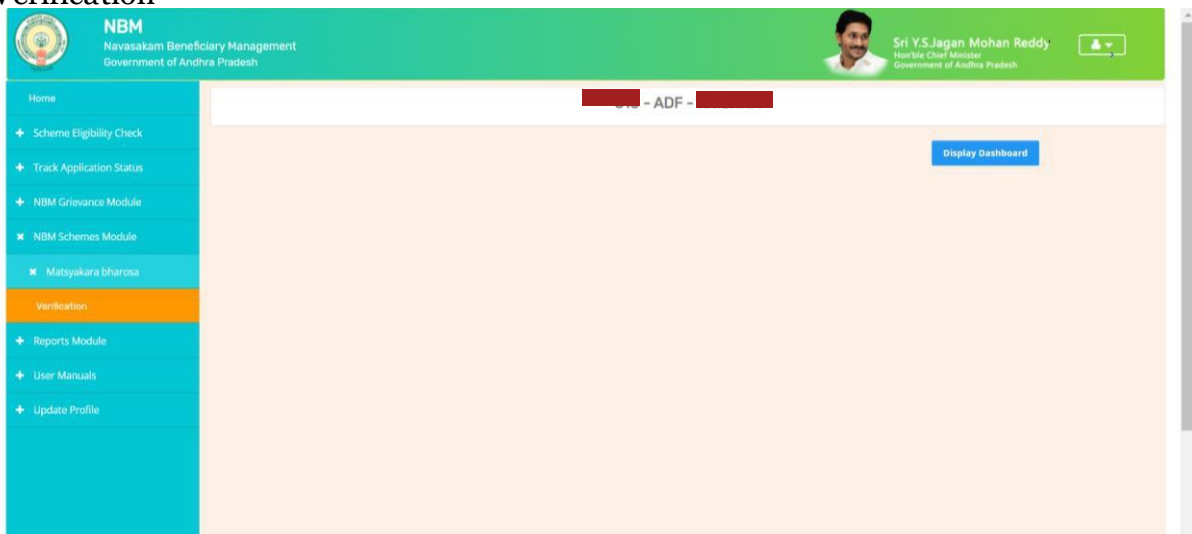 Verification
NBM
Navasakam Beneficiary Management
Government of Andhra Pradesh
Sri Y.S.Jagan Mohan Reddy
Hon'ble Chief Minister
Government of Andhra Pradesh
Home
Scheme Eligibility Check
Track Application Status
NBM Grievance Module
NBM Schemes Module
Matsyakara bharosa
Verification
Reports Module
User Manuals
Update Profile
- ADF -
Display Dashboard